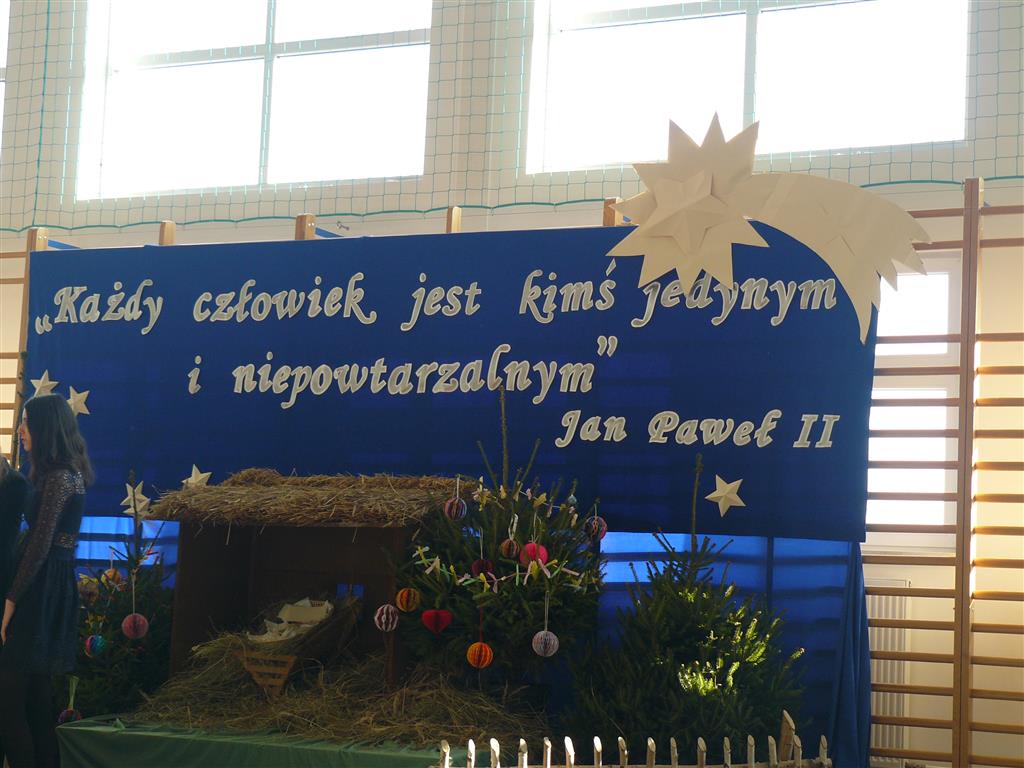 „Każdy człowiek jest kimś jedynym
i niepowtarzalnym”
Jan Paweł II